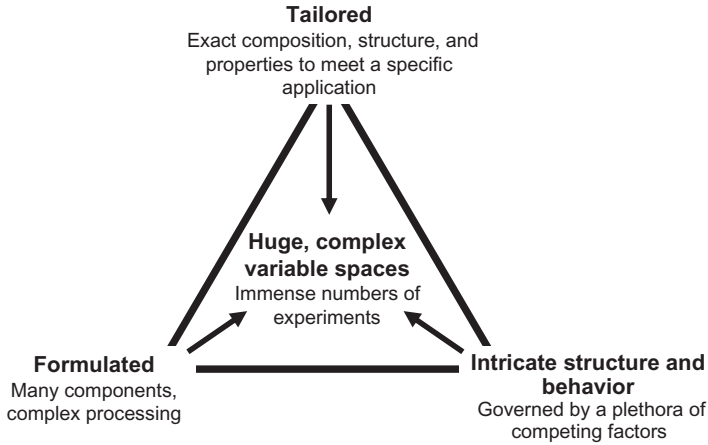 Tailored
Exact composition, structure, and
properties to meet a specific
application
Huge, complex
variable spaces
Immense numbers of
experiments
Formulated
Many components,
complex processing
Intricate structure and
behavior
Governed by a plethora of
competing factors